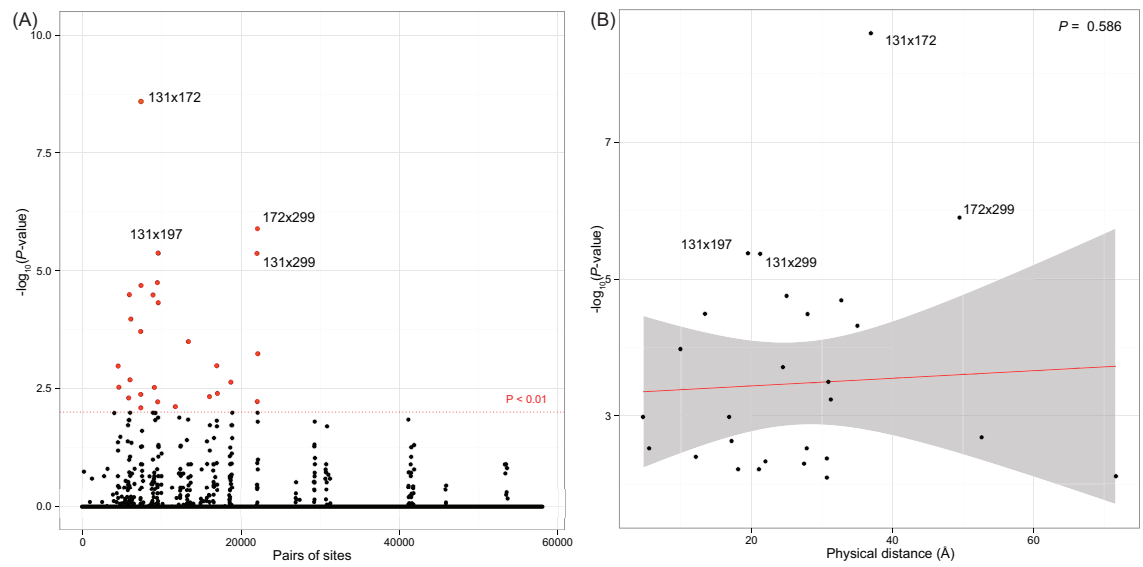 (A)
10.0
7.5
5.0
2.5
0.0
-log10(P-value)
131x172
172x299
131x197
131x299
P < 0.01
0
20000
40000
60000
Pairs of sites
(B)
P = 0.586
7
5
3
-log10(P-value)
131x172
172x299
131x197
131x299
20
40
60
Physical distance (Å)